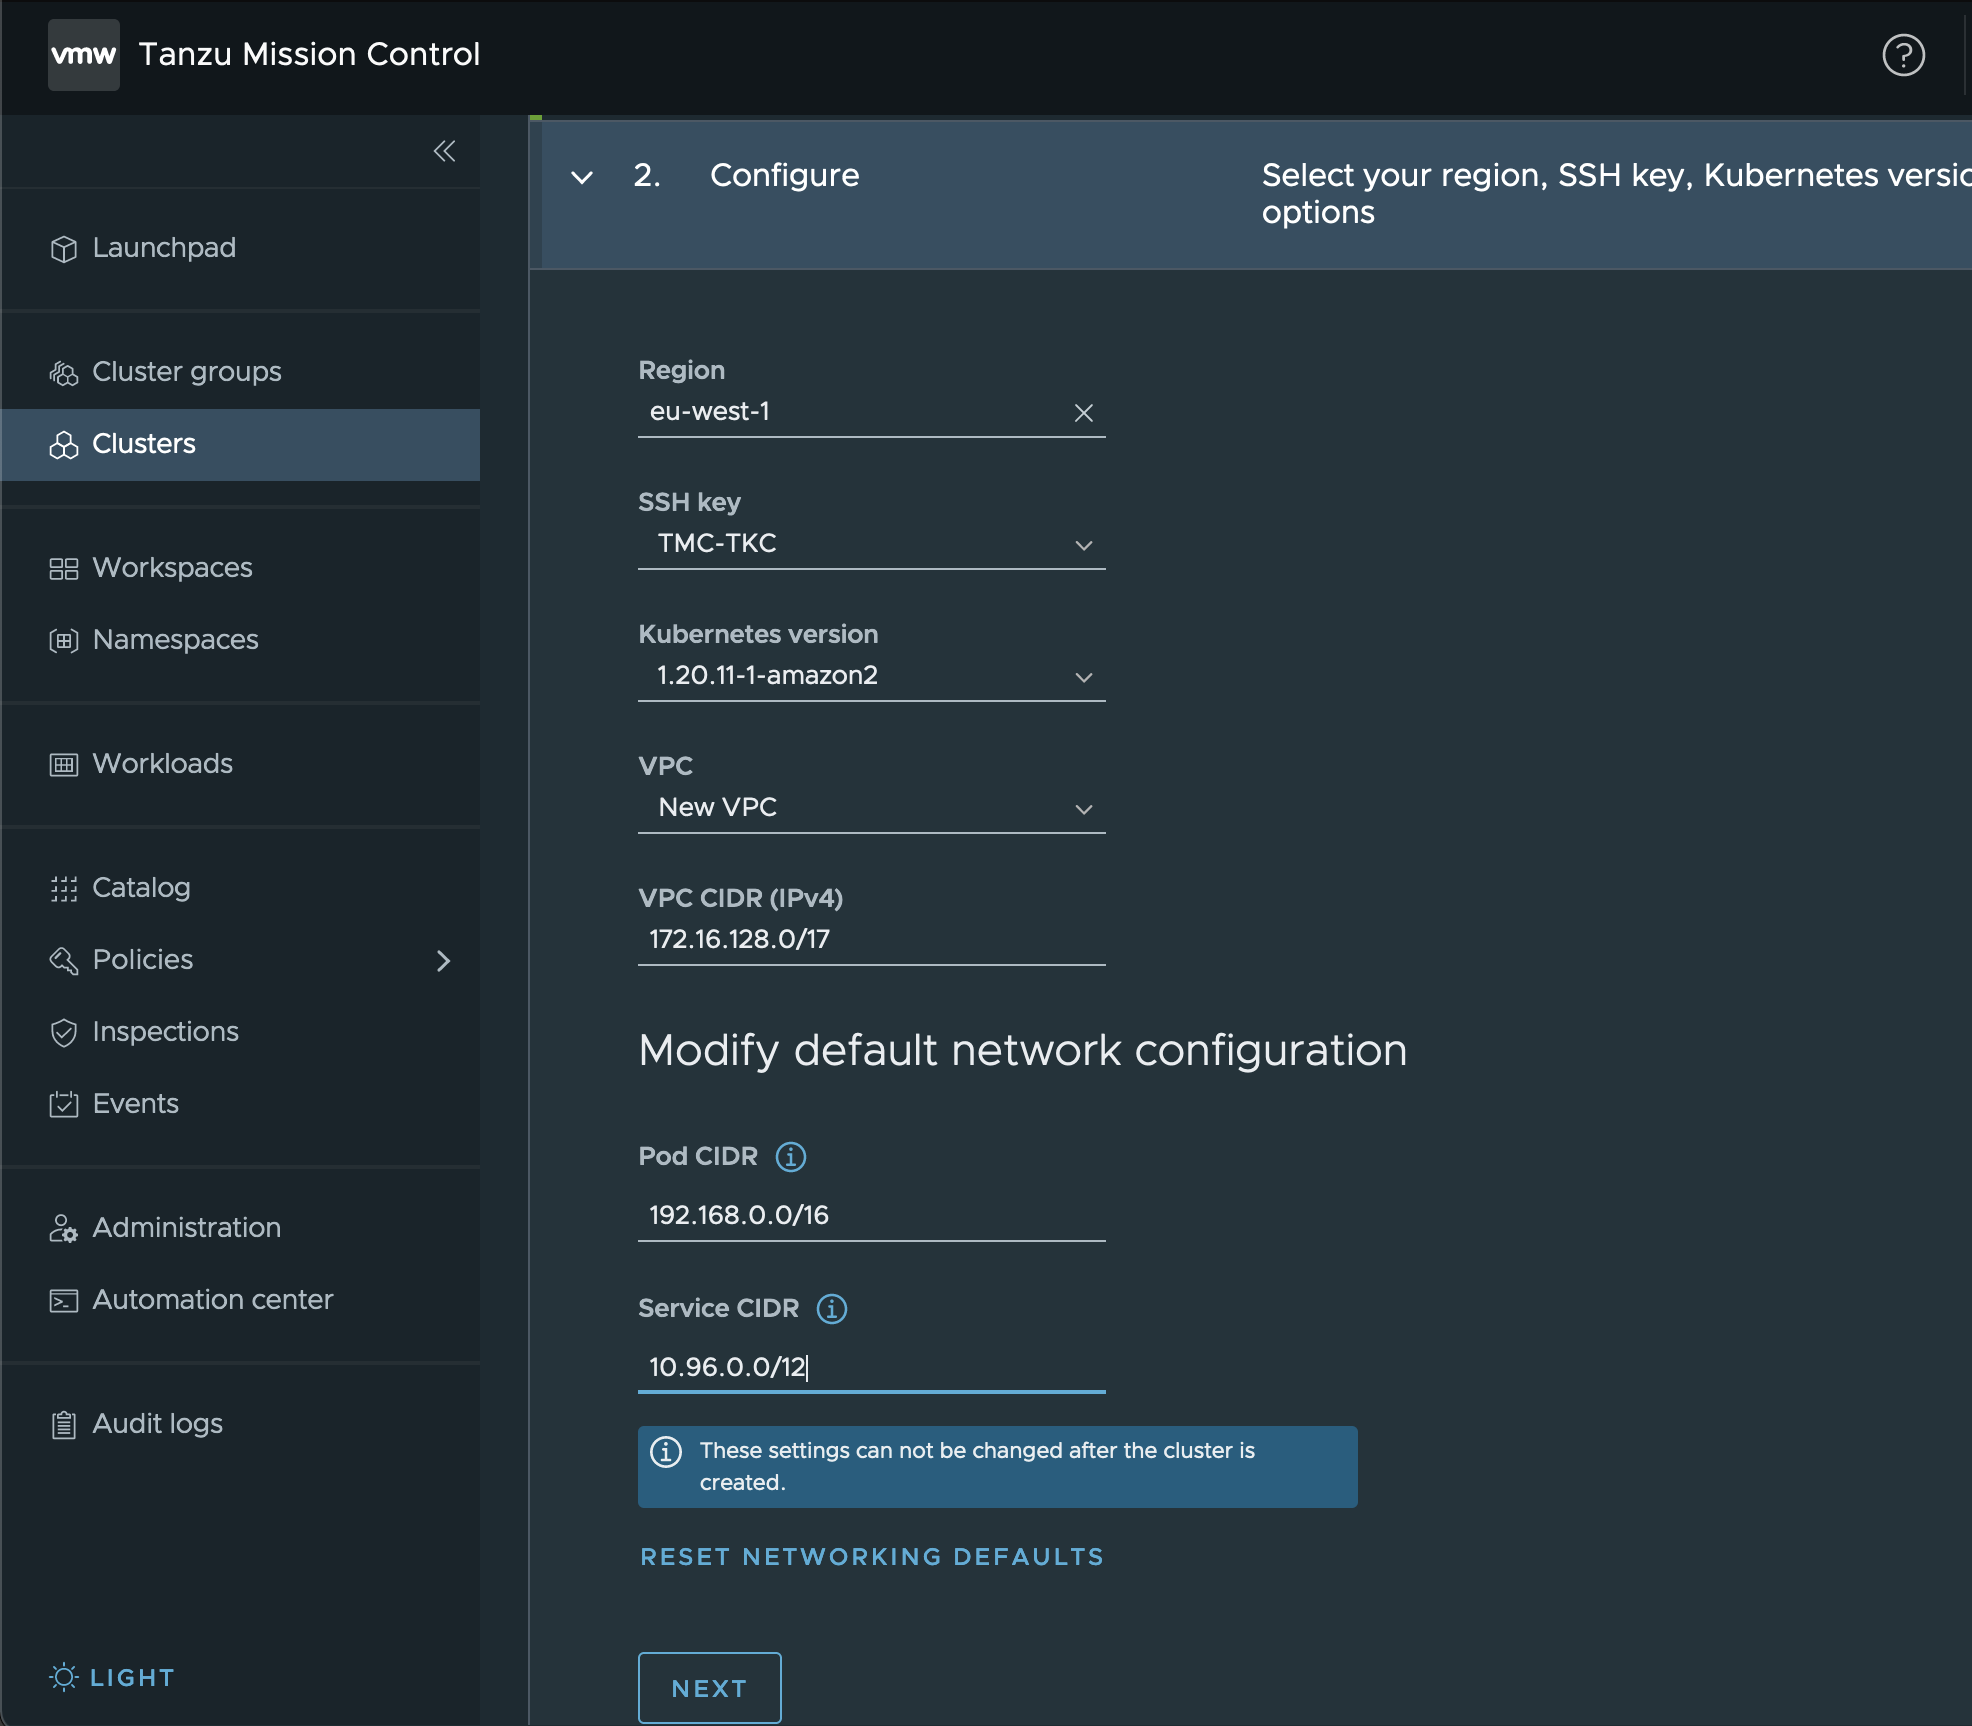 vmw Tanzu Mission Control
2. Configure
Select your region, SSH key, Kubernetes versio
options
Launchpad
Cluster groups
Clusters
Workspaces
Namespaces
Workloads
Catalog
Policies
Inspections
Events
Administration
Automation center
Audit logs
LIGHT
Region
eu-west-1
SSH key
TMC-TKC
Kubernetes version
1.20.11-1-amazon2
VPC
New VPC
VPC CIDR (IPv4)
172.16.128.0/17
Modify default network configuration
Pod CIDR
192.168.0.0/16
Service CIDR
10.96.0.0/12
These settings can not be changed after the cluster is
created.
RESET NETWORKING DEFAULTS
NEXT